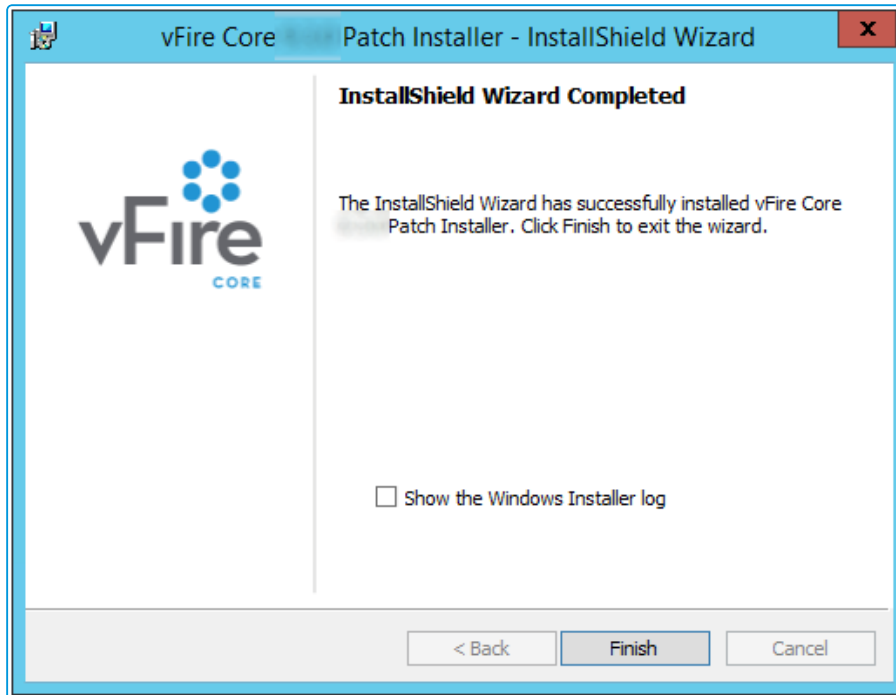 vFire Core Patch Installer - InstallShield Wizard
x
InstallShield Wizard Completed
vFire
CORE
The InstallShield Wizard has successfully installed vFire Core
Patch Installer. Click Finish to exit the wizard.
Show the Windows Installer log
< Back
Finish
Cancel